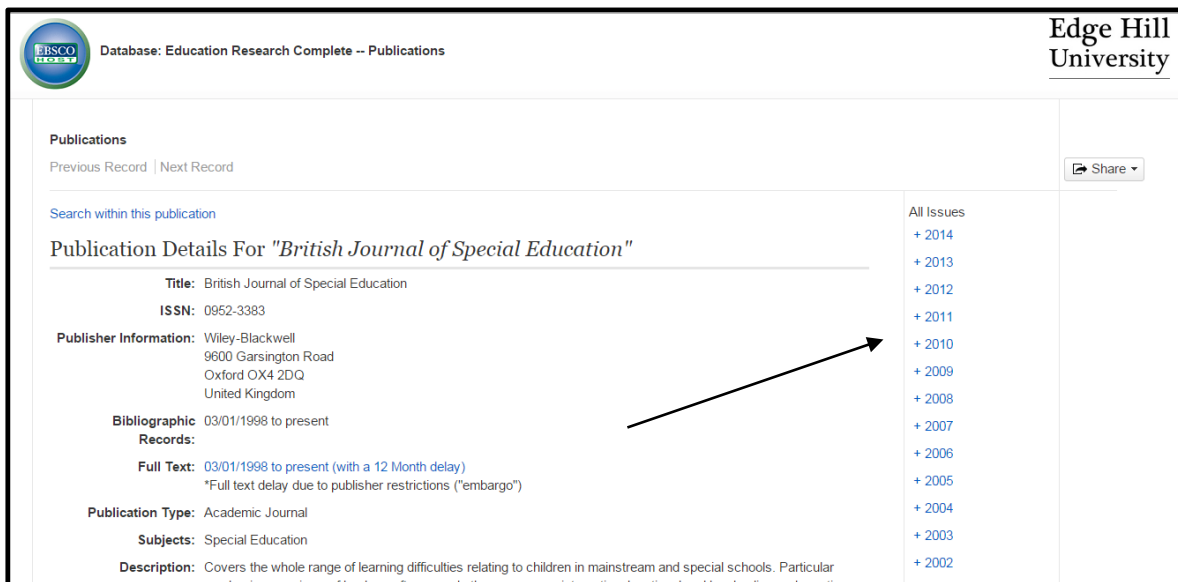 EBSCO
HOST
Database: Education Research Complete -- Publications
Edge Hill
University
Publications
Previous Record | Next Record
Share
Search within this publication
Publication Details For "British Journal of Special Education"
Title: British Journal of Special Education
ISSN: 0952-3383
Publisher Information: Wiley-Blackwell
9600 Garsington Road
Oxford OX4 2DQ
United Kingdom
Bibliographic Records: 03/01/1998 to present
Full Text: 03/01/1998 to present (with a 12 Month delay)
*Full text delay due to publisher restrictions ("embargo")
Publication Type: Academic Journal
Subjects: Special Education
Description: Covers the whole range of learning difficulties relating to children in mainstream and special schools. Particular
All Issues
+ 2014
+ 2013
+ 2012
+ 2011
+ 2010
+ 2009
+ 2008
+ 2007
+ 2006
+ 2005
+ 2004
+ 2003
+ 2002